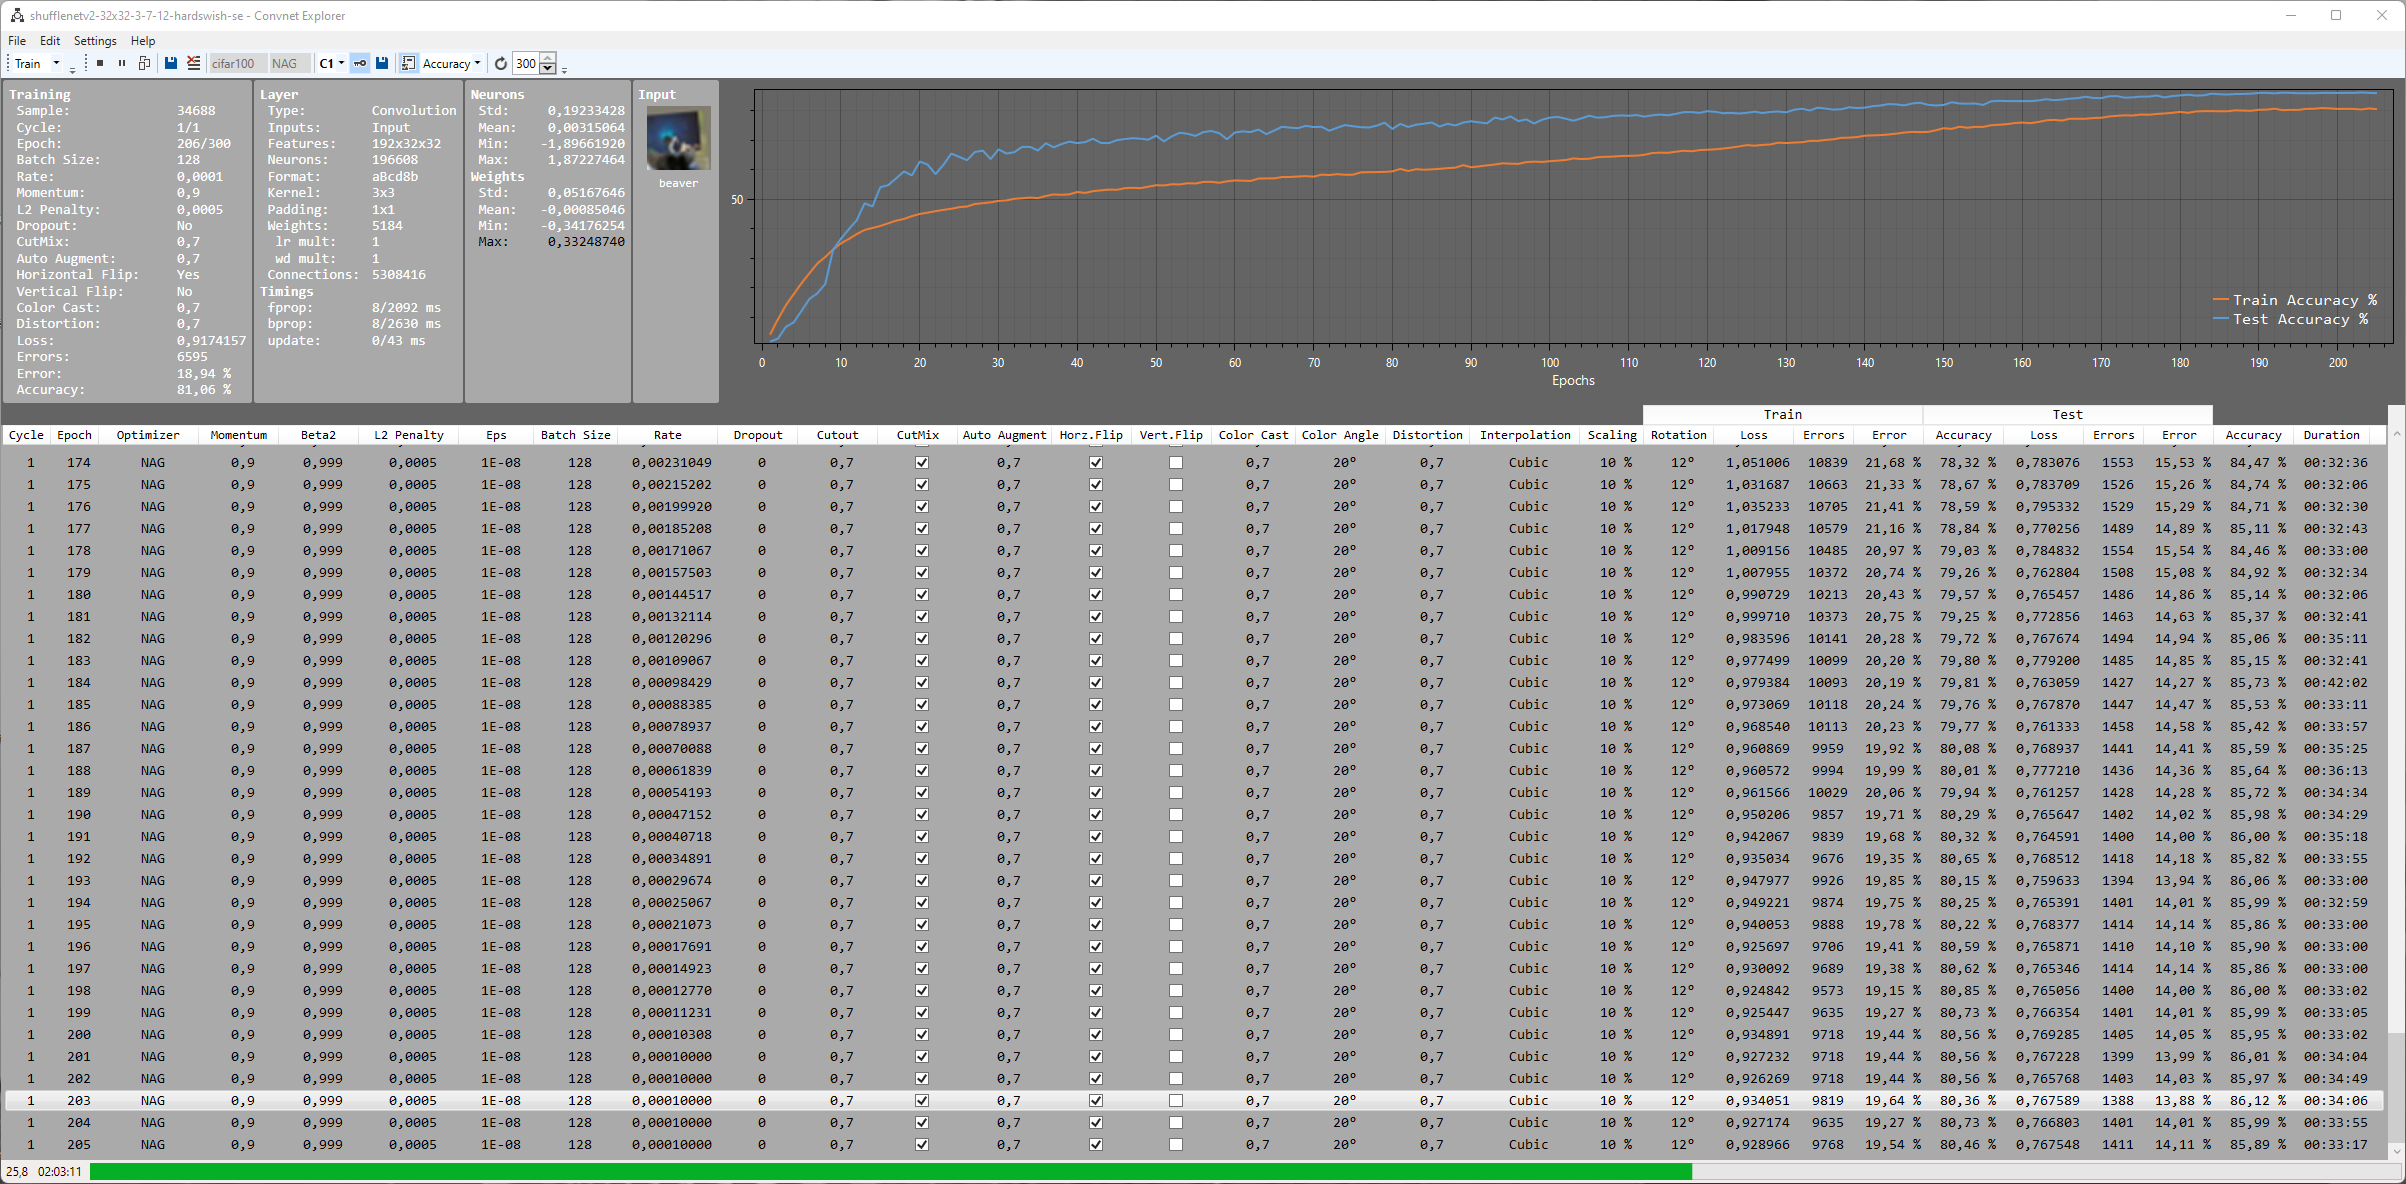 shufflenetv2-32x32-3-7-12-hardswish-se - Convnet Explorer
File Edit Settings Help
Train cifar100 NAG C1 Accuracy 300
Training
Sample: 34688
Cycle: 1/1
Epoch: 206/300
Batch Size: 128
Rate: 0,0001
Momentum: 0,9
L2 Penalty: 0,0005
Dropout: No
CutMix: 0,7
Auto Augment: 0,7
Horizontal Flip: Yes
Vertical Flip: No
Color Cast: 0,7
Distortion: 0,7
Loss: 0,9174157
Errors: 6595
Error: 18,94 %
Accuracy: 81,06 %
Layer
Type: Convolution
Inputs: Input
Features: 192x32x32
Neurons: 196608
Format: aBcd8b
Kernel: 3x3
Padding: 1x1
Weights: 5184
lr mult: 1
wd mult: 1
Connections: 5308416
Timings
fprop: 8/2092 ms
bprop: 8/2630 ms
update: 0/43 ms
Neurons
Std: 0,19233428
Mean: 0,00315064
Min: -1,89661920
Max: 1,87227464
Weights
Std: 0,05167646
Mean: -0,00085046
Min: -0,34176254
Max: 0,33248740
Input
beaver
50
Train Accuracy %
Test Accuracy %
0 10 20 30 40 50 60 70 80 90 100 110 120 130 140 150 160 170 180 190 200
Epochs
Train Test
Cycle Epoch Optimizer Momentum Beta2 L2 Penalty Eps Batch Size Rate Dropout Cutout CutMix Auto Augment Horz.Flip Vert.Flip Color Cast Color Angle Distortion Interpolation Scaling Rotation Loss Errors Error Accuracy Loss Errors Error Accuracy Duration
1 174 NAG 0,9 0,999 0,0005 1E-08 128 0,00231049 0 0,7 0,7 0,7 20° 0,7 Cubic 10 % 12° 1,051006 10839 21,68 % 78,32 % 0,783076 1553 15,53 % 84,47 % 00:32:36
1 175 NAG 0,9 0,999 0,0005 1E-08 128 0,00215202 0 0,7 0,7 0,7 20° 0,7 Cubic 10 % 12° 1,031687 10663 21,33 % 78,67 % 0,783709 1526 15,26 % 84,74 % 00:32:06
1 176 NAG 0,9 0,999 0,0005 1E-08 128 0,00199920 0 0,7 0,7 0,7 20° 0,7 Cubic 10 % 12° 1,035233 10705 21,41 % 78,59 % 0,795332 1529 15,29 % 84,71 % 00:32:30
1 177 NAG 0,9 0,999 0,0005 1E-08 128 0,00185208 0 0,7 0,7 0,7 20° 0,7 Cubic 10 % 12° 1,017948 10579 21,16 % 78,84 % 0,770256 1489 14,89 % 85,11 % 00:32:43
1 178 NAG 0,9 0,999 0,0005 1E-08 128 0,00171067 0 0,7 0,7 0,7 20° 0,7 Cubic 10 % 12° 1,009156 10485 20,97 % 79,03 % 0,784832 1554 15,54 % 84,46 % 00:33:00
1 179 NAG 0,9 0,999 0,0005 1E-08 128 0,00157503 0 0,7 0,7 0,7 20° 0,7 Cubic 10 % 12° 1,007955 10372 20,74 % 79,26 % 0,762804 1508 15,08 % 84,92 % 00:32:34
1 180 NAG 0,9 0,999 0,0005 1E-08 128 0,00144517 0 0,7 0,7 0,7 20° 0,7 Cubic 10 % 12° 0,990729 10213 20,43 % 79,57 % 0,765457 1486 14,86 % 85,14 % 00:32:06
1 181 NAG 0,9 0,999 0,0005 1E-08 128 0,00132114 0 0,7 0,7 0,7 20° 0,7 Cubic 10 % 12° 0,999710 10373 20,75 % 79,25 % 0,772856 1463 14,63 % 85,37 % 00:32:41
1 182 NAG 0,9 0,999 0,0005 1E-08 128 0,00120296 0 0,7 0,7 0,7 20° 0,7 Cubic 10 % 12° 0,983596 10141 20,28 % 79,72 % 0,767674 1494 14,94 % 85,06 % 00:35:11
1 183 NAG 0,9 0,999 0,0005 1E-08 128 0,00109067 0 0,7 0,7 0,7 20° 0,7 Cubic 10 % 12° 0,977499 10099 20,20 % 79,80 % 0,779200 1485 14,85 % 85,15 % 00:32:41
1 184 NAG 0,9 0,999 0,0005 1E-08 128 0,00098429 0 0,7 0,7 0,7 20° 0,7 Cubic 10 % 12° 0,979384 10093 20,19 % 79,81 % 0,763059 1427 14,27 % 85,73 % 00:42:02
1 185 NAG 0,9 0,999 0,0005 1E-08 128 0,00088385 0 0,7 0,7 0,7 20° 0,7 Cubic 10 % 12° 0,973069 10118 20,24 % 79,76 % 0,767870 1447 14,47 % 85,53 % 00:33:11
1 186 NAG 0,9 0,999 0,0005 1E-08 128 0,00078937 0 0,7 0,7 0,7 20° 0,7 Cubic 10 % 12° 0,968540 10113 20,23 % 79,77 % 0,761333 1458 14,58 % 85,42 % 00:33:57
1 187 NAG 0,9 0,999 0,0005 1E-08 128 0,00070088 0 0,7 0,7 0,7 20° 0,7 Cubic 10 % 12° 0,960869 9959 19,92 % 80,08 % 0,768937 1441 14,41 % 85,59 % 00:35:25
1 188 NAG 0,9 0,999 0,0005 1E-08 128 0,00061839 0 0,7 0,7 0,7 20° 0,7 Cubic 10 % 12° 0,960572 9994 19,99 % 80,01 % 0,777210 1436 14,36 % 85,64 % 00:36:13
1 189 NAG 0,9 0,999 0,0005 1E-08 128 0,00054193 0 0,7 0,7 0,7 20° 0,7 Cubic 10 % 12° 0,961566 10029 20,06 % 79,94 % 0,761257 1428 14,28 % 85,72 % 00:34:34
1 190 NAG 0,9 0,999 0,0005 1E-08 128 0,00047152 0 0,7 0,7 0,7 20° 0,7 Cubic 10 % 12° 0,950206 9857 19,71 % 80,29 % 0,765647 1402 14,02 % 85,98 % 00:34:29
1 191 NAG 0,9 0,999 0,0005 1E-08 128 0,00040718 0 0,7 0,7 0,7 20° 0,7 Cubic 10 % 12° 0,942067 9839 19,68 % 80,32 % 0,764591 1400 14,00 % 86,00 % 00:35:18
1 192 NAG 0,9 0,999 0,0005 1E-08 128 0,00034891 0 0,7 0,7 0,7 20° 0,7 Cubic 10 % 12° 0,935034 9676 19,35 % 80,65 % 0,768512 1418 14,18 % 85,82 % 00:33:55
1 193 NAG 0,9 0,999 0,0005 1E-08 128 0,00029674 0 0,7 0,7 0,7 20° 0,7 Cubic 10 % 12° 0,947977 9926 19,85 % 80,15 % 0,759633 1394 13,94 % 86,06 % 00:33:00
1 194 NAG 0,9 0,999 0,0005 1E-08 128 0,00025067 0 0,7 0,7 0,7 20° 0,7 Cubic 10 % 12° 0,949221 9874 19,75 % 80,25 % 0,765391 1401 14,01 % 85,99 % 00:32:59
1 195 NAG 0,9 0,999 0,0005 1E-08 128 0,00021073 0 0,7 0,7 0,7 20° 0,7 Cubic 10 % 12° 0,940053 9888 19,78 % 80,22 % 0,768377 1414 14,14 % 85,86 % 00:33:00
1 196 NAG 0,9 0,999 0,0005 1E-08 128 0,00017691 0 0,7 0,7 0,7 20° 0,7 Cubic 10 % 12° 0,925697 9706 19,41 % 80,59 % 0,765871 1410 14,10 % 85,90 % 00:33:00
1 197 NAG 0,9 0,999 0,0005 1E-08 128 0,00014923 0 0,7 0,7 0,7 20° 0,7 Cubic 10 % 12° 0,930092 9689 19,38 % 80,62 % 0,765346 1414 14,14 % 85,86 % 00:33:00
1 198 NAG 0,9 0,999 0,0005 1E-08 128 0,00012770 0 0,7 0,7 0,7 20° 0,7 Cubic 10 % 12° 0,924842 9573 19,15 % 80,85 % 0,765056 1400 14,00 % 86,00 % 00:33:02
1 199 NAG 0,9 0,999 0,0005 1E-08 128 0,00011231 0 0,7 0,7 0,7 20° 0,7 Cubic 10 % 12° 0,925447 9635 19,27 % 80,73 % 0,766354 1401 14,01 % 85,99 % 00:33:05
1 200 NAG 0,9 0,999 0,0005 1E-08 128 0,00010308 0 0,7 0,7 0,7 20° 0,7 Cubic 10 % 12° 0,934891 9718 19,44 % 80,56 % 0,769285 1405 14,05 % 85,95 % 00:33:02
1 201 NAG 0,9 0,999 0,0005 1E-08 128 0,00010000 0 0,7 0,7 0,7 20° 0,7 Cubic 10 % 12° 0,927232 9718 19,44 % 80,56 % 0,767228 1399 13,99 % 86,01 % 00:34:04
1 202 NAG 0,9 0,999 0,0005 1E-08 128 0,00010000 0 0,7 0,7 0,7 20° 0,7 Cubic 10 % 12° 0,926269 9718 19,44 % 80,56 % 0,765768 1403 14,03 % 85,97 % 00:34:49
1 203 NAG 0,9 0,999 0,0005 1E-08 128 0,00010000 0 0,7 0,7 0,7 20° 0,7 Cubic 10 % 12° 0,934051 9819 19,64 % 80,36 % 0,767589 1388 13,88 % 86,12 % 00:34:06
1 204 NAG 0,9 0,999 0,0005 1E-08 128 0,00010000 0 0,7 0,7 0,7 20° 0,7 Cubic 10 % 12° 0,927174 9635 19,27 % 80,73 % 0,766803 1401 14,01 % 85,99 % 00:33:55
1 205 NAG 0,9 0,999 0,0005 1E-08 128 0,00010000 0 0,7 0,7 0,7 20° 0,7 Cubic 10 % 12° 0,928966 9768 19,54 % 80,46 % 0,767548 1411 14,11 % 85,89 % 00:33:17
25,8 02:03:11